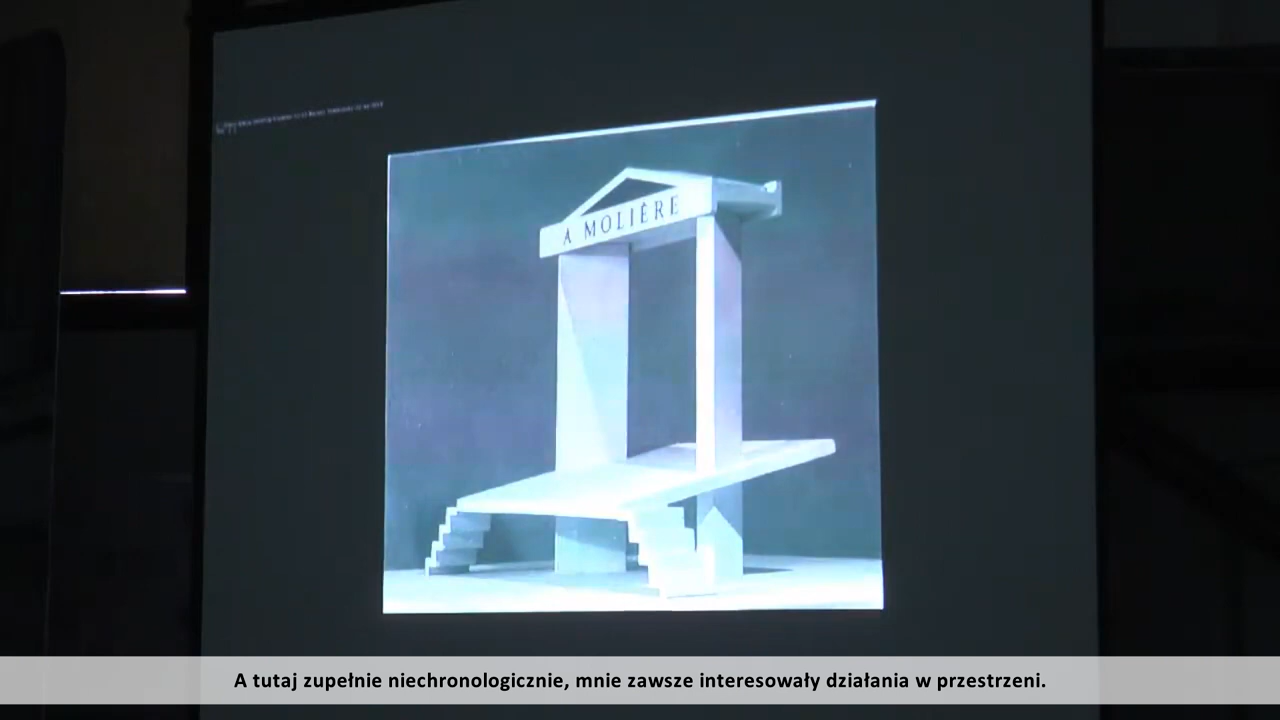 A MOLIÈRE
A tutaj zupełnie niechronologicznie, mnie zawsze interesowały działania w przestrzeni.